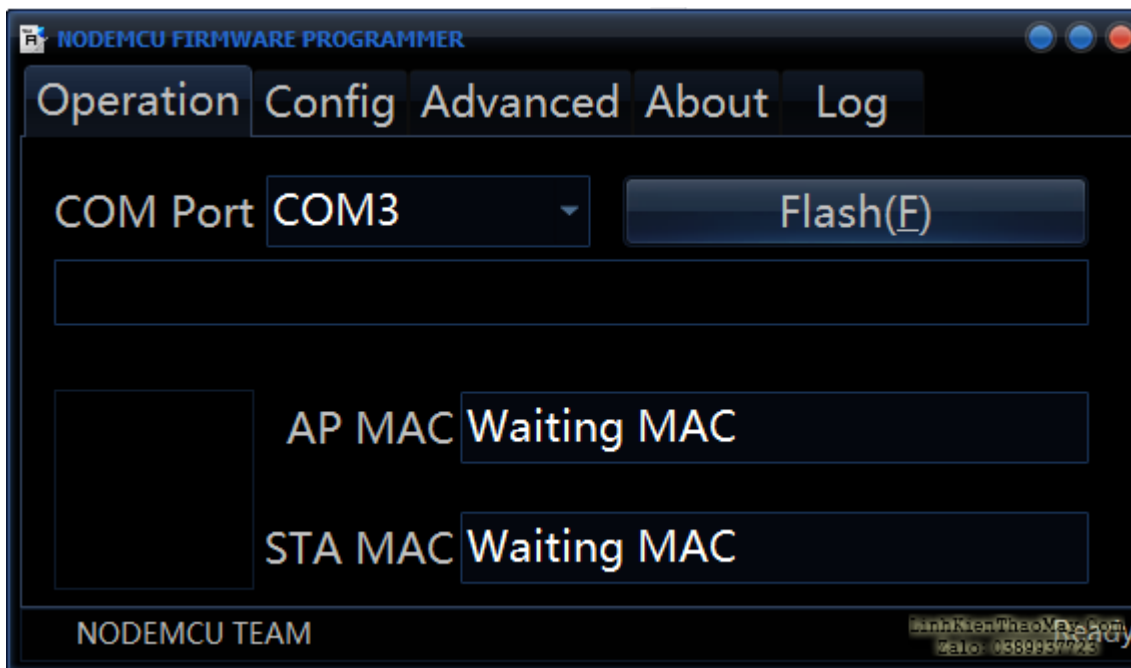 NODEMCU FIRMWARE PROGRAMMER
Operation Config Advanced About Log
COM Port COM3 Flash(F)
AP MAC Waiting MAC
STA MAC Waiting MAC
NODEMCU TEAM Ready
LinhKienThaoMay.Com
Zalo: 0389937723